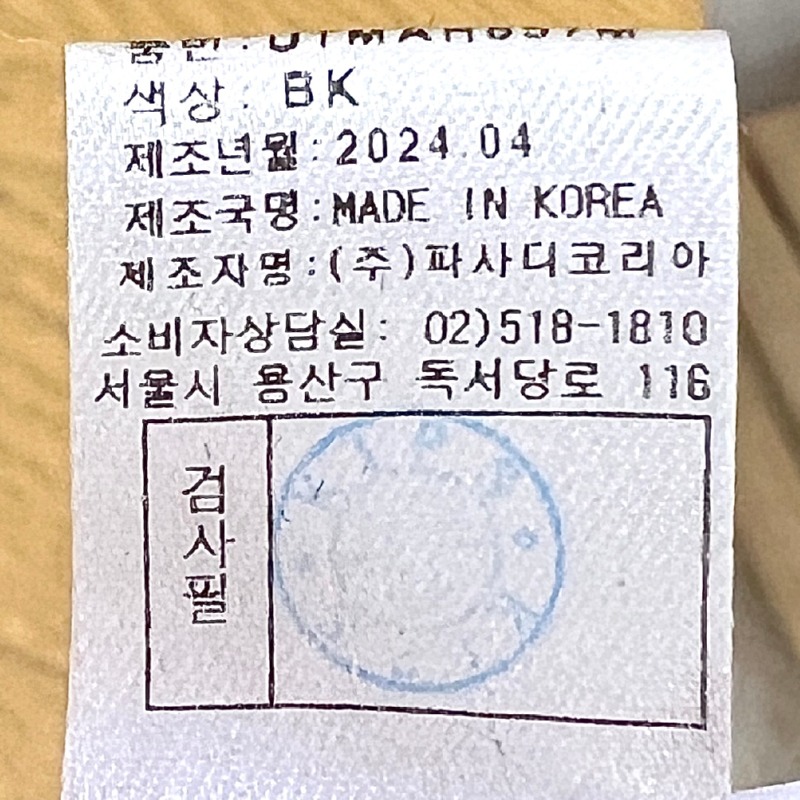 색상: BK
제조년월:2024.04
제조국명:MADE IN KOREA
제조자명:(주)파사디코리아
소비자상담실: 02)518-1810
서울시 용산구 독서당로 116
검사필